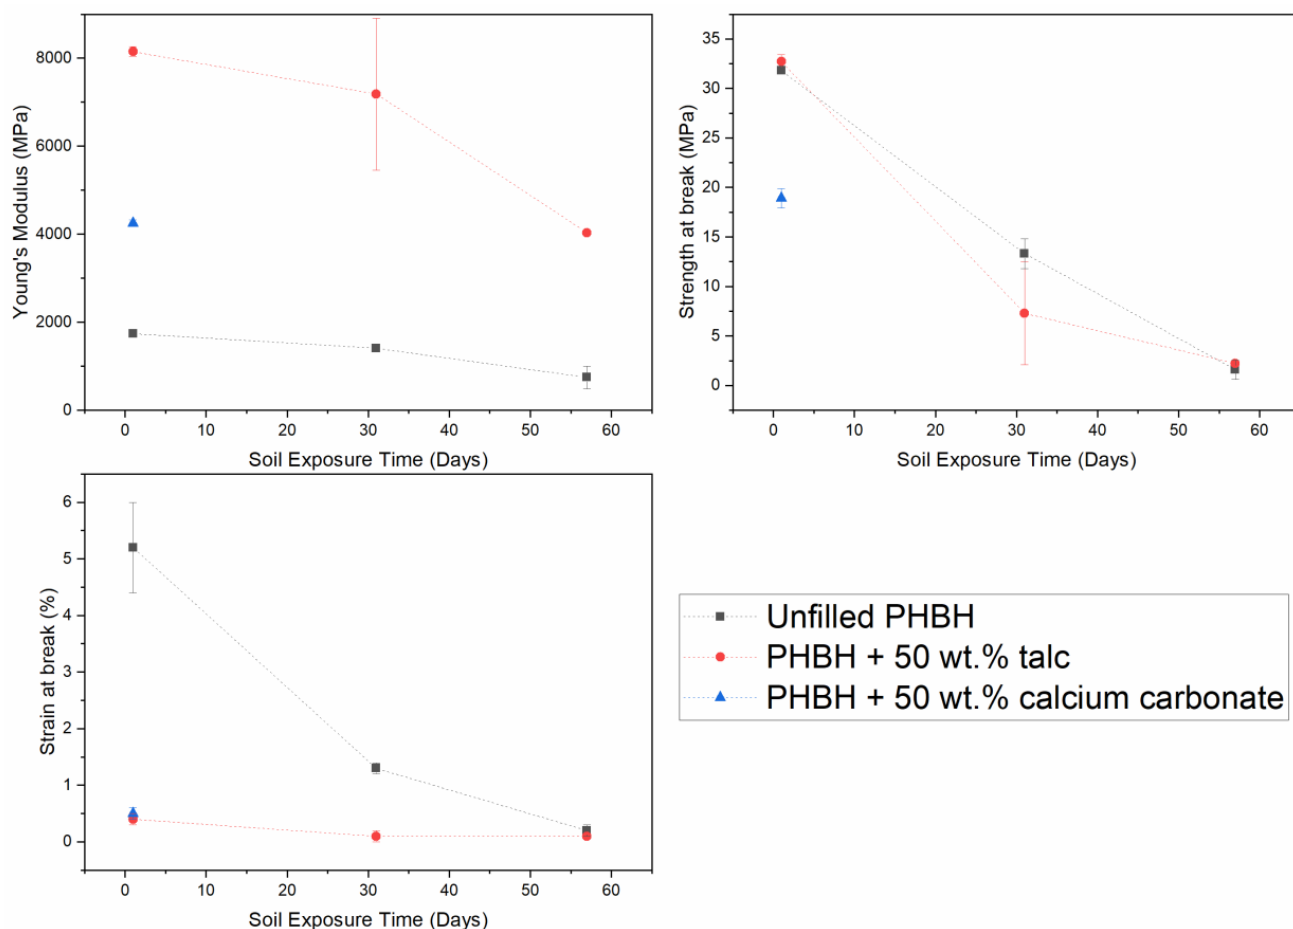 Young's Modulus (MPa)
8000
6000
4000
2000
0
0 10 20 30 40 50 60
Soil Exposure Time (Days)
Strength at break (MPa)
35
30
25
20
15
10
5
0
0 10 20 30 40 50 60
Soil Exposure Time (Days)
Strain at break (%)
6
5
4
3
2
1
0
0 10 20 30 40 50 60
Soil Exposure Time (Days)
Unfilled PHBH
PHBH + 50 wt.% talc
PHBH + 50 wt.% calcium carbonate